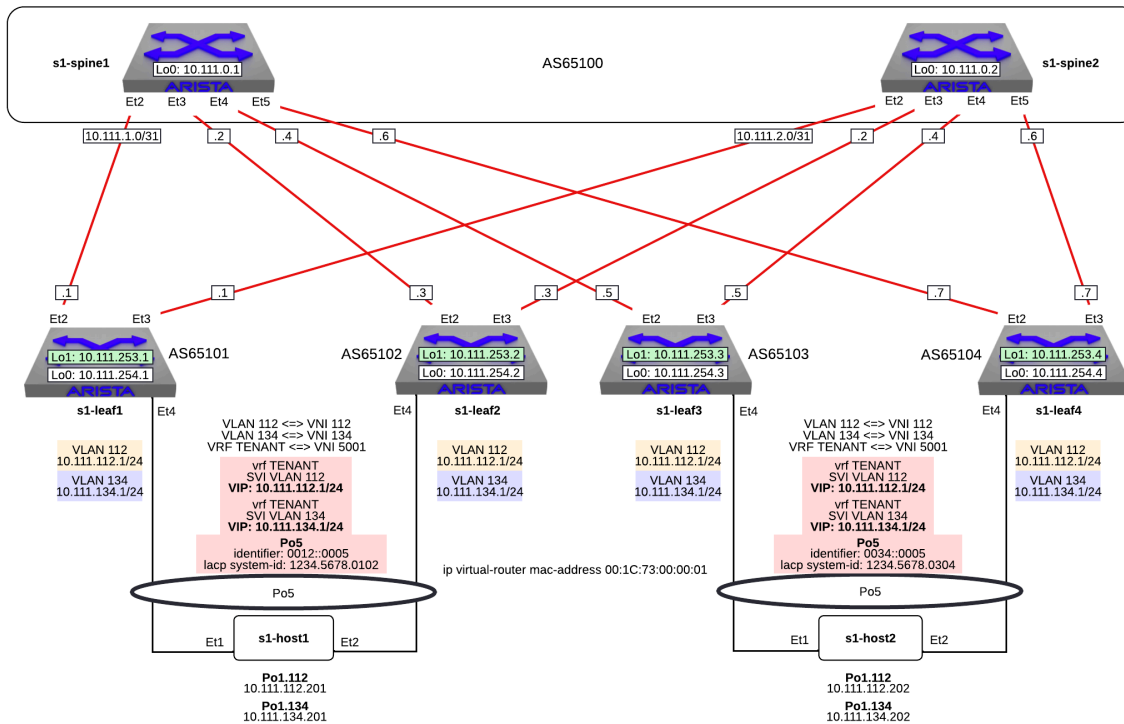 s1-spine1
Lo0: 10.111.0.1
ARISTA
Et2 Et3 Et4 Et5
AS65100
Lo0: 10.111.0.2
ARISTA
Et2 Et3 Et4 Et5
s1-spine2
10.111.1.0/31 .2 .4 .6
10.111.2.0/31 .2 .4 .6
.1 .1 .3 .3 .5 .5 .7 .7
Et2 Et3
Lo1: 10.111.253.1
Lo0: 10.111.254.1
ARISTA
AS65101
s1-leaf1
Et4
Et2 Et3
AS65102
Lo1: 10.111.253.2
Lo0: 10.111.254.2
ARISTA
Et4
s1-leaf2
Et2 Et3
Lo1: 10.111.253.3
Lo0: 10.111.254.3
ARISTA
AS65103
s1-leaf3
Et4
Et2 Et3
AS65104
Lo1: 10.111.253.4
Lo0: 10.111.254.4
ARISTA
Et4
s1-leaf4
VLAN 112
10.111.112.1/24
VLAN 134
10.111.134.1/24
VLAN 112 <=> VNI 112
VLAN 134 <=> VNI 134
VRF TENANT <=> VNI 5001
vrf TENANT
SVI VLAN 112
VIP: 10.111.112.1/24
vrf TENANT
SVI VLAN 134
VIP: 10.111.134.1/24
Po5
identifier: 0012::0005
lacp system-id: 1234.5678.0102
VLAN 112
10.111.112.1/24
VLAN 134
10.111.134.1/24
ip virtual-router mac-address 00:1C:73:00:00:01
VLAN 112
10.111.112.1/24
VLAN 134
10.111.134.1/24
VLAN 112 <=> VNI 112
VLAN 134 <=> VNI 134
VRF TENANT <=> VNI 5001
vrf TENANT
SVI VLAN 112
VIP: 10.111.112.1/24
vrf TENANT
SVI VLAN 134
VIP: 10.111.134.1/24
Po5
identifier: 0034::0005
lacp system-id: 1234.5678.0304
VLAN 112
10.111.112.1/24
VLAN 134
10.111.134.1/24
Po5
Et1 s1-host1 Et2
Po1.112
10.111.112.201
Po1.134
10.111.134.201
Po5
Et1 s1-host2 Et2
Po1.112
10.111.112.202
Po1.134
10.111.134.202